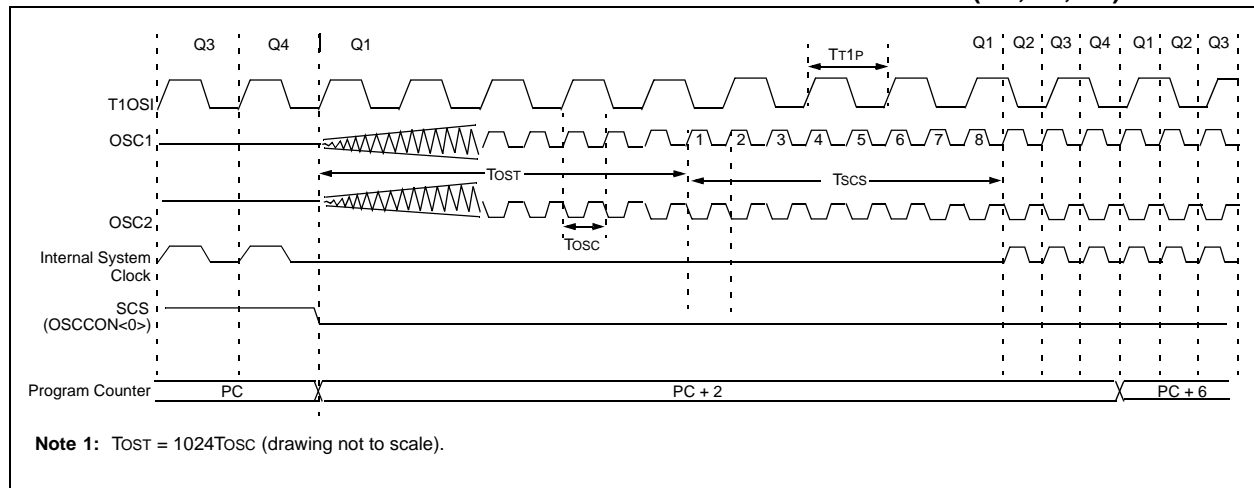 Q3 Q4 Q1 Q1 Q2 Q3 Q4 Q1 Q2 Q3
TT1P
T1OSI
OSC1
1 2 3 4 5 6 7 8
TOST TSCS
OSC2
TOSC
Internal System
Clock
SCS
(OSCCON<0>)
Program Counter PC PC + 2 PC + 6
Note 1: TOST = 1024TOSC (drawing not to scale).